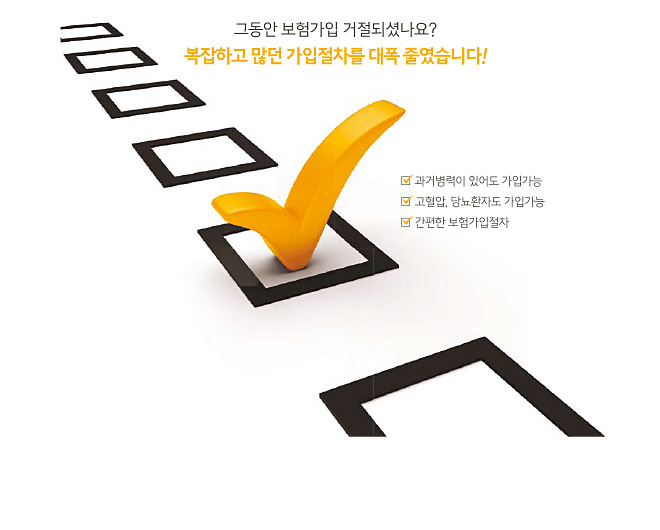 그동안 보험가입 거절되셨나요?
복잡하고 많던 가입절차를 대폭 줄였습니다!
과거병력이 있어도 가입가능
고혈압, 당뇨환자도 가입가능
간편한 보험가입절차